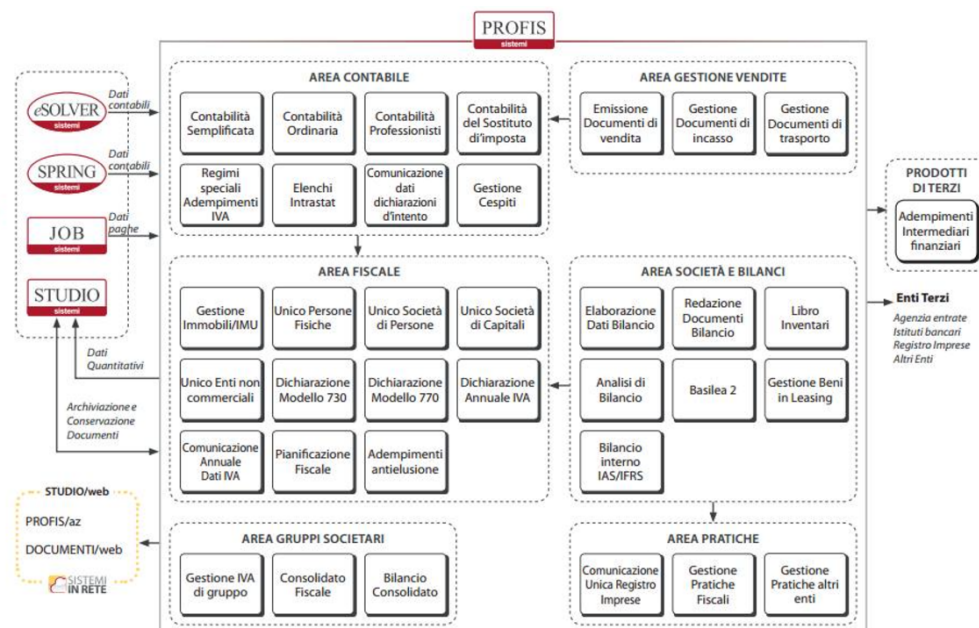 PROFIS
sistemi
eSOLVER
sistemi
Dati
contabili
SPRING
sistemi
Dati
contabili
JOB
sistemi
Dati
paghe
STUDIO
sistemi
Dati
Quantitativi
Archiviazione e
Conservazione
Documenti
STUDIO/web
PROFIS/az
DOCUMENTI/web
SISTEMI
IN RETE
AREA CONTABILE
Contabilità
Semplificata
Contabilità
Ordinaria
Contabilità
Professionisti
Contabilità
del Sostituto
di'imposta
Regimi
speciali
Adempimenti
IVA
Elenchi
Intrastat
Comunicazione
dati
dichiarazioni
d'intento
Gestione
Cespiti
AREA GESTIONE VENDITE
Emissione
Documenti di
vendita
Gestione
Documenti di
incasso
Gestione
Documenti di
trasporto
AREA FISCALE
Gestione
Immobili/IMU
Unico Persone
Fisiche
Unico Società
di Persone
Unico Società
di Capitali
Unico Enti non
commerciali
Dichiarazione
Modello 730
Dichiarazione
Modello 770
Dichiarazione
Annuale IVA
Comunicazione
Annuale
Dati IVA
Pianificazione
Fiscale
Adempimenti
antielusione
AREA SOCIETÀ E BILANCI
Elaborazione
Dati Bilancio
Redazione
Documenti
Bilancio
Libro
Inventari
Analisi di
Bilancio
Basilea 2
Gestione Beni
in Leasing
Bilancio
interno
IAS/IFRS
AREA GRUPPI SOCIETARI
Gestione IVA
di gruppo
Consolidato
Fiscale
Bilancio
Consolidato
AREA PRATICHE
Comunicazione
Unica Registro
Imprese
Gestione
Pratiche
Fiscali
Gestione
Pratiche altri
enti
PRODOTTI
DI TERZI
Adempimenti
Intermediari
finanziari
Enti Terzi
Agenzia entrate
Istituti bancari
Registro Imprese
Altri Enti